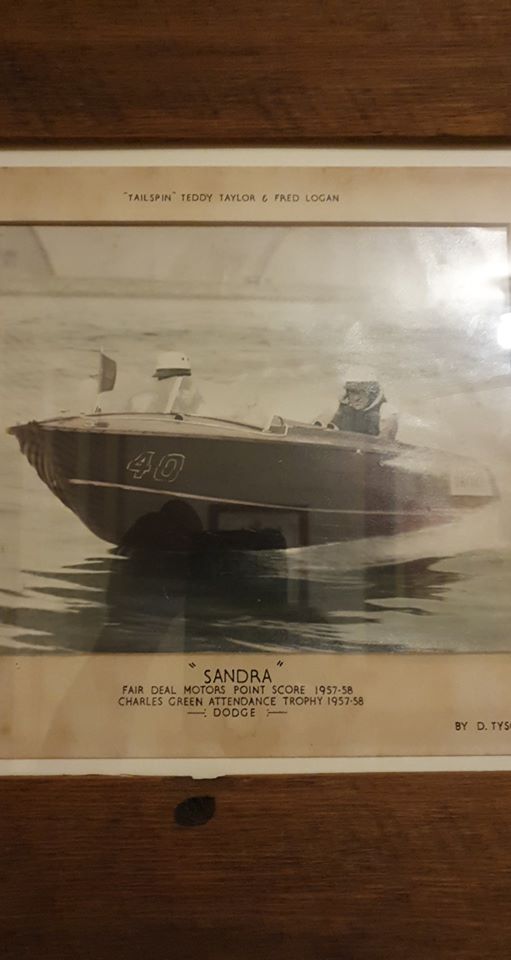 "TAILSPIN" TEDDY TAYLOR & FRED LOGAN
40
"SANDRA"
FAIR DEAL MOTORS POINT SCORE 1957-58
CHARLES GREEN ATTENDANCE TROPHY 1957-58
DODGE
BY D.